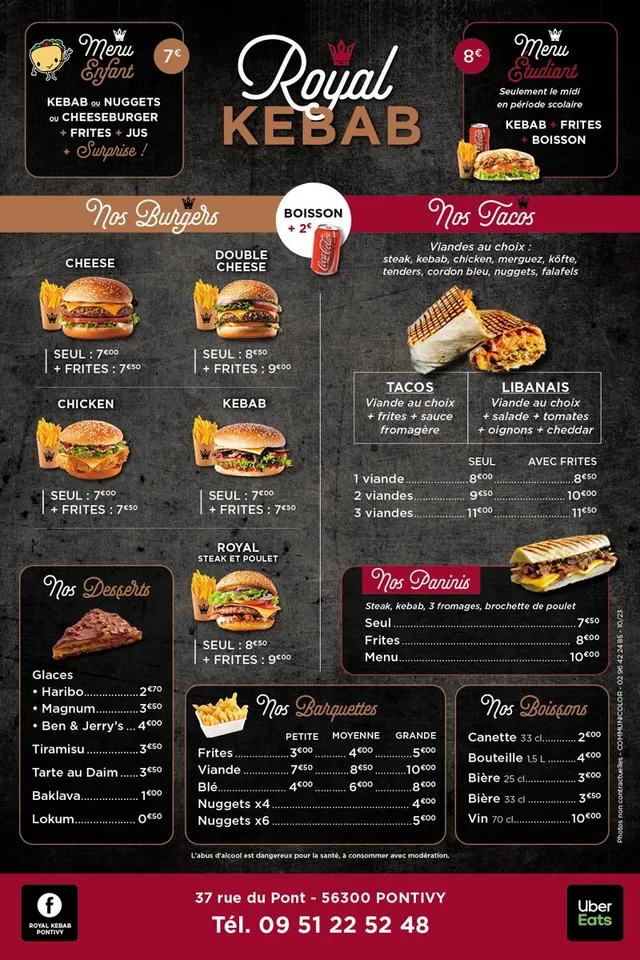 Menu
Enfant
7€
KEBAB ou NUGGETS
ou CHEESEBURGER
+ FRITES + JUS
+ Surprise !
Royal
KEBAB
8€
Menu
Étudiant
Seulement le midi
en période scolaire
KEBAB + FRITES
+ BOISSON
Nos Burgers
BOISSON
+ 2€
Coca-Cola
Nos Tacos
CHEESE
SEUL : 7€00
+ FRITES : 7€50
DOUBLE
CHEESE
SEUL : 8€50
+ FRITES : 9€00
CHICKEN
SEUL : 7€00
+ FRITES : 7€50
KEBAB
SEUL : 7€00
+ FRITES : 7€50
ROYAL
STEAK ET POULET
SEUL : 8€50
+ FRITES : 9€00
Viandes au choix :
steak, kebab, chicken, merguez, köfte,
tenders, cordon bleu, nuggets, falafels
TACOS
Viande au choix
+ frites + sauce
fromagère
LIBANAIS
Viande au choix
+ salade + tomates
+ oignons + cheddar
SEUL AVEC FRITES
1 viande 8€00 8€50
2 viandes 9€50 10€00
3 viandes 11€00 11€50
Nos Paninis
Steak, kebab, 3 fromages, brochette de poulet
Seul 7€50
Frites 8€00
Menu 10€00
Nos Desserts
Glaces
• Haribo 2€70
• Magnum 3€50
• Ben & Jerry's 4€00
Tiramisu 3€50
Tarte au Daim 3€50
Baklava 1€00
Lokum 0€50
Nos Barquettes
PETITE MOYENNE GRANDE
Frites 3€00 4€00 5€00
Viande 7€50 8€50 10€00
Blé 4€00 6€00 8€00
Nuggets x4 4€00
Nuggets x6 5€00
Nos Boissons
Canette 33 cl 2€00
Bouteille 1,5 L 4€00
Bière 25 cl 3€00
Bière 33 cl 3€50
Vin 70 cl 10€00
Photos non contractuelles - COMMUNICOLOR - 02 96 42 24 85 - 10/23
L'abus d'alcool est dangereux pour la santé, à consommer avec modération.
ROYAL KEBAB
PONTIVY
37 rue du Pont - 56300 PONTIVY
Tél. 09 51 22 52 48
Uber
Eats